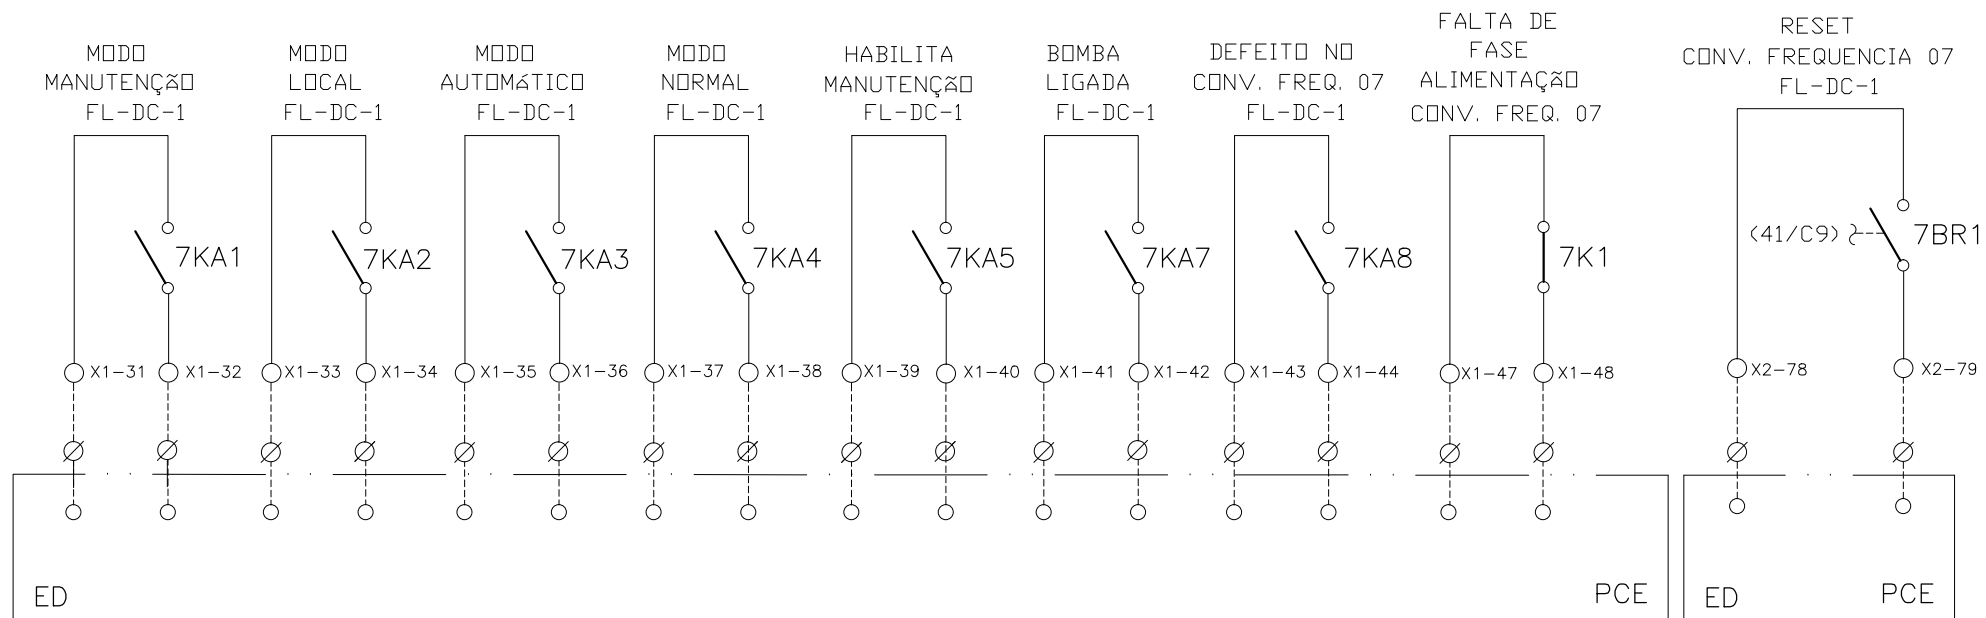 MODO
MANUTENÇÃO
FL-DC-1
MODO
LOCAL
FL-DC-1
MODO
AUTOMÁTICO
FL-DC-1
MODO
NORMAL
FL-DC-1
HABILITA
MANUTENÇÃO
FL-DC-1
BOMBA
LIGADA
FL-DC-1
DEFEITO NO
CONV. FREQ. 07
FL-DC-1
FALTA DE
FASE
ALIMENTAÇÃO
CONV. FREQ. 07
RESET
CONV. FREQUENCIA 07
FL-DC-1
7KA1
7KA2
7KA3
7KA4
7KA5
7KA7
7KA8
7K1
(41/C9)
7BR1
X1-31
X1-32
X1-33
X1-34
X1-35
X1-36
X1-37
X1-38
X1-39
X1-40
X1-41
X1-42
X1-43
X1-44
X1-47
X1-48
X2-78
X2-79
ED
PCE
ED
PCE